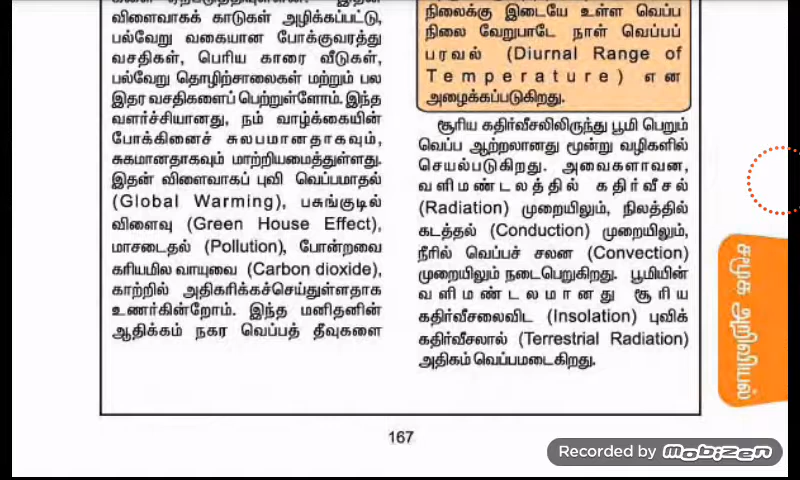 விளைவாகக் காடுகள் அழிக்கப்பட்டு,
பல்வேறு வகையான போக்குவரத்து
வசதிகள், பெரிய காரை வீடுகள்,
பல்வேறு தொழிற்சாலைகள் மற்றும் பல
இதர வசதிகளைப் பெற்றுள்ளோம். இந்த
வளர்ச்சியானது, நம் வாழ்க்கையின்
போக்கினைச் சுலபமானதாகவும்,
சுகமானதாகவும் மாற்றியமைத்துள்ளது.
இதன் விளைவாகப் புவி வெப்பமாதல்
(Global Warming), பசுங்குடில்
விளைவு (Green House Effect),
மாசடைதல் (Pollution), போன்றவை
கரியமில வாயுவை (Carbon dioxide),
காற்றில் அதிகரிக்கச்செய்துள்ளதாக
உணர்கின்றோம். இந்த மனிதனின்
ஆதிக்கம் நகர வெப்பத் தீவுகளை
நிலைக்கு இடையே உள்ள வெப்ப
நிலை வேறுபாடே நாள் வெப்பப்
பரவல் (Diurnal Range of
Temperature) என
அழைக்கப்படுகிறது.
சூரிய கதிர்வீசலிலிருந்து பூமி பெறும்
வெப்ப ஆற்றலானது மூன்று வழிகளில்
செயல்படுகிறது. அவைகளாவன,
வளிமண்டலத்தில் கதிர்வீசல்
(Radiation) முறையிலும், நிலத்தில்
கடத்தல் (Conduction) முறையிலும்,
நீரில் வெப்பச் சலன (Convection)
முறையிலும் நடைபெறுகிறது. பூமியின்
வளிமண்டலமானது சூரிய
கதிர்வீசலைவிட (Insolation) புவிக்
கதிர்வீசலால் (Terrestrial Radiation)
அதிகம் வெப்பமடைகிறது.
சமூக அறிவியல்
167
Recorded by mobizen